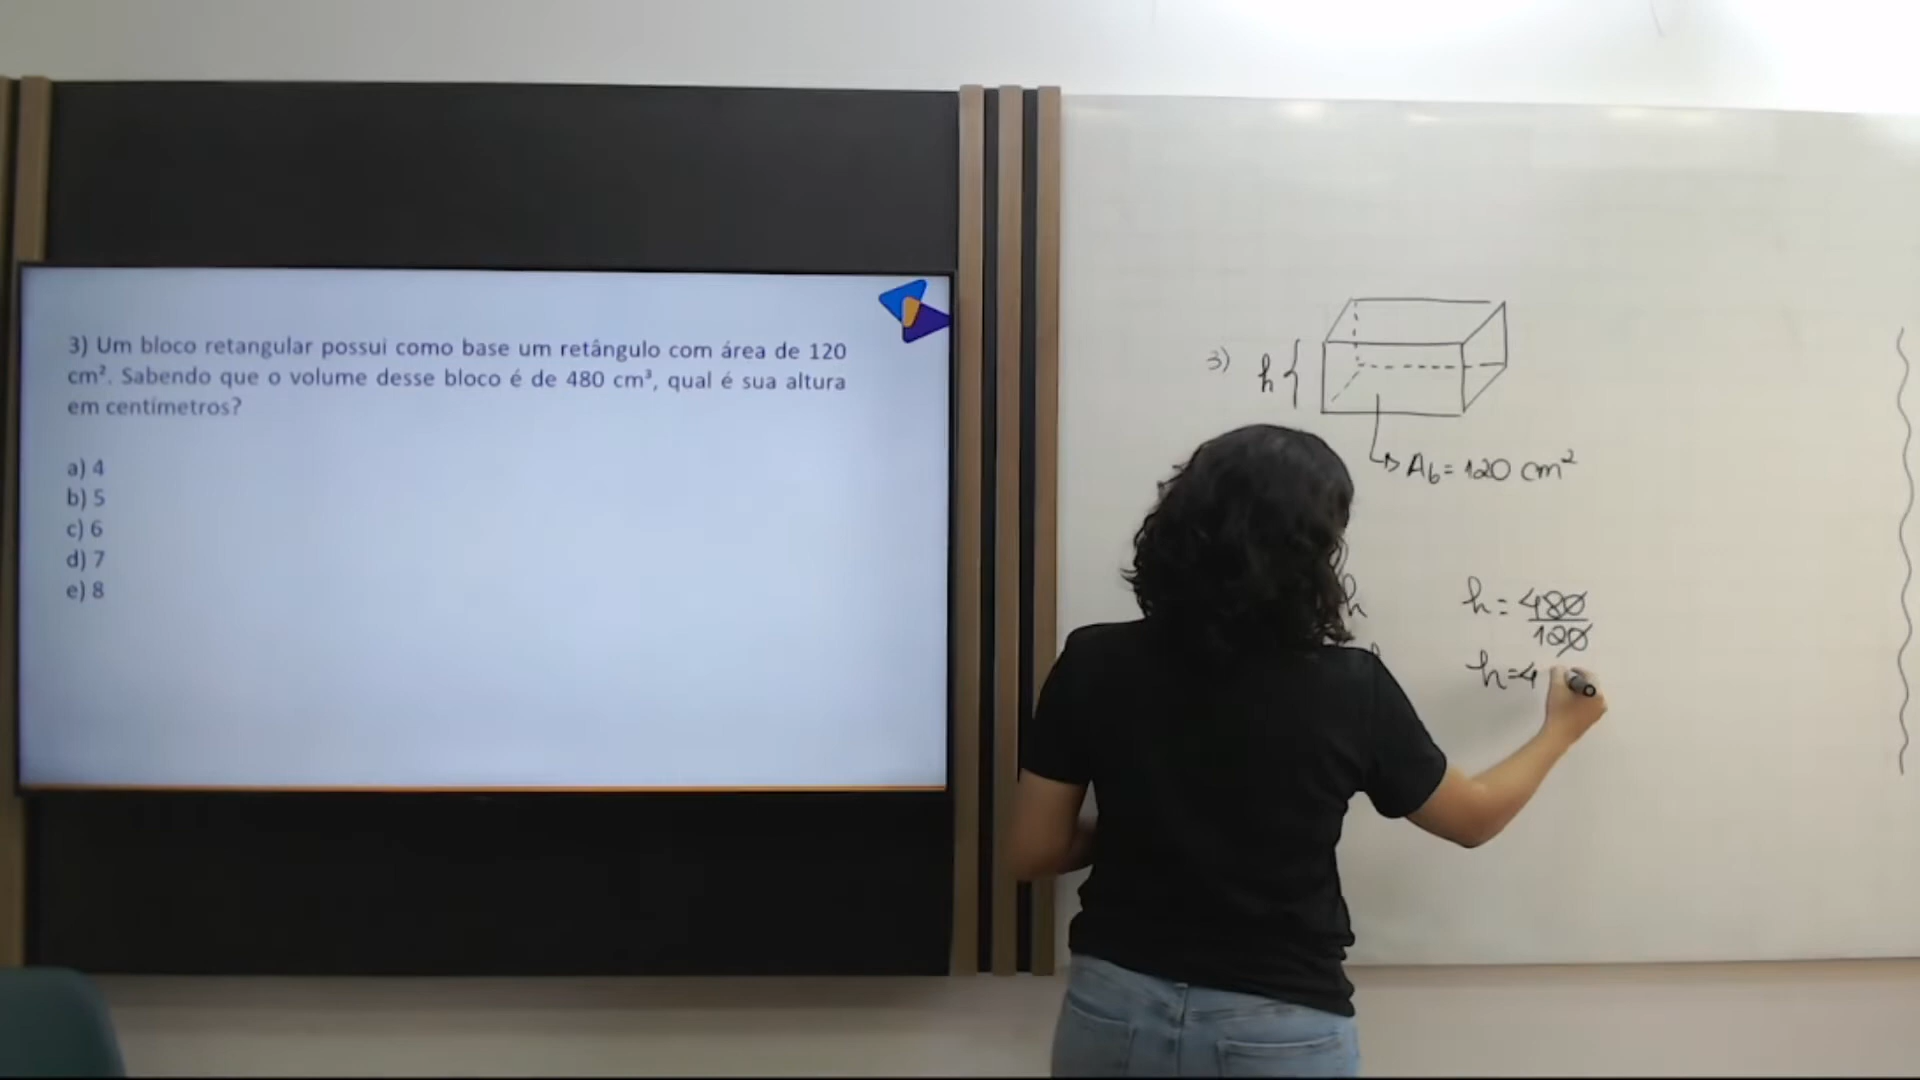 3) Um bloco retangular possui como base um retângulo com área de 120
cm². Sabendo que o volume desse bloco é de 480 cm³, qual é sua altura
em centímetros?
a) 4
b) 5
c) 6
d) 7
e) 8
3) h {
A_b = 120 cm²
h
h = 480/120
h = 4